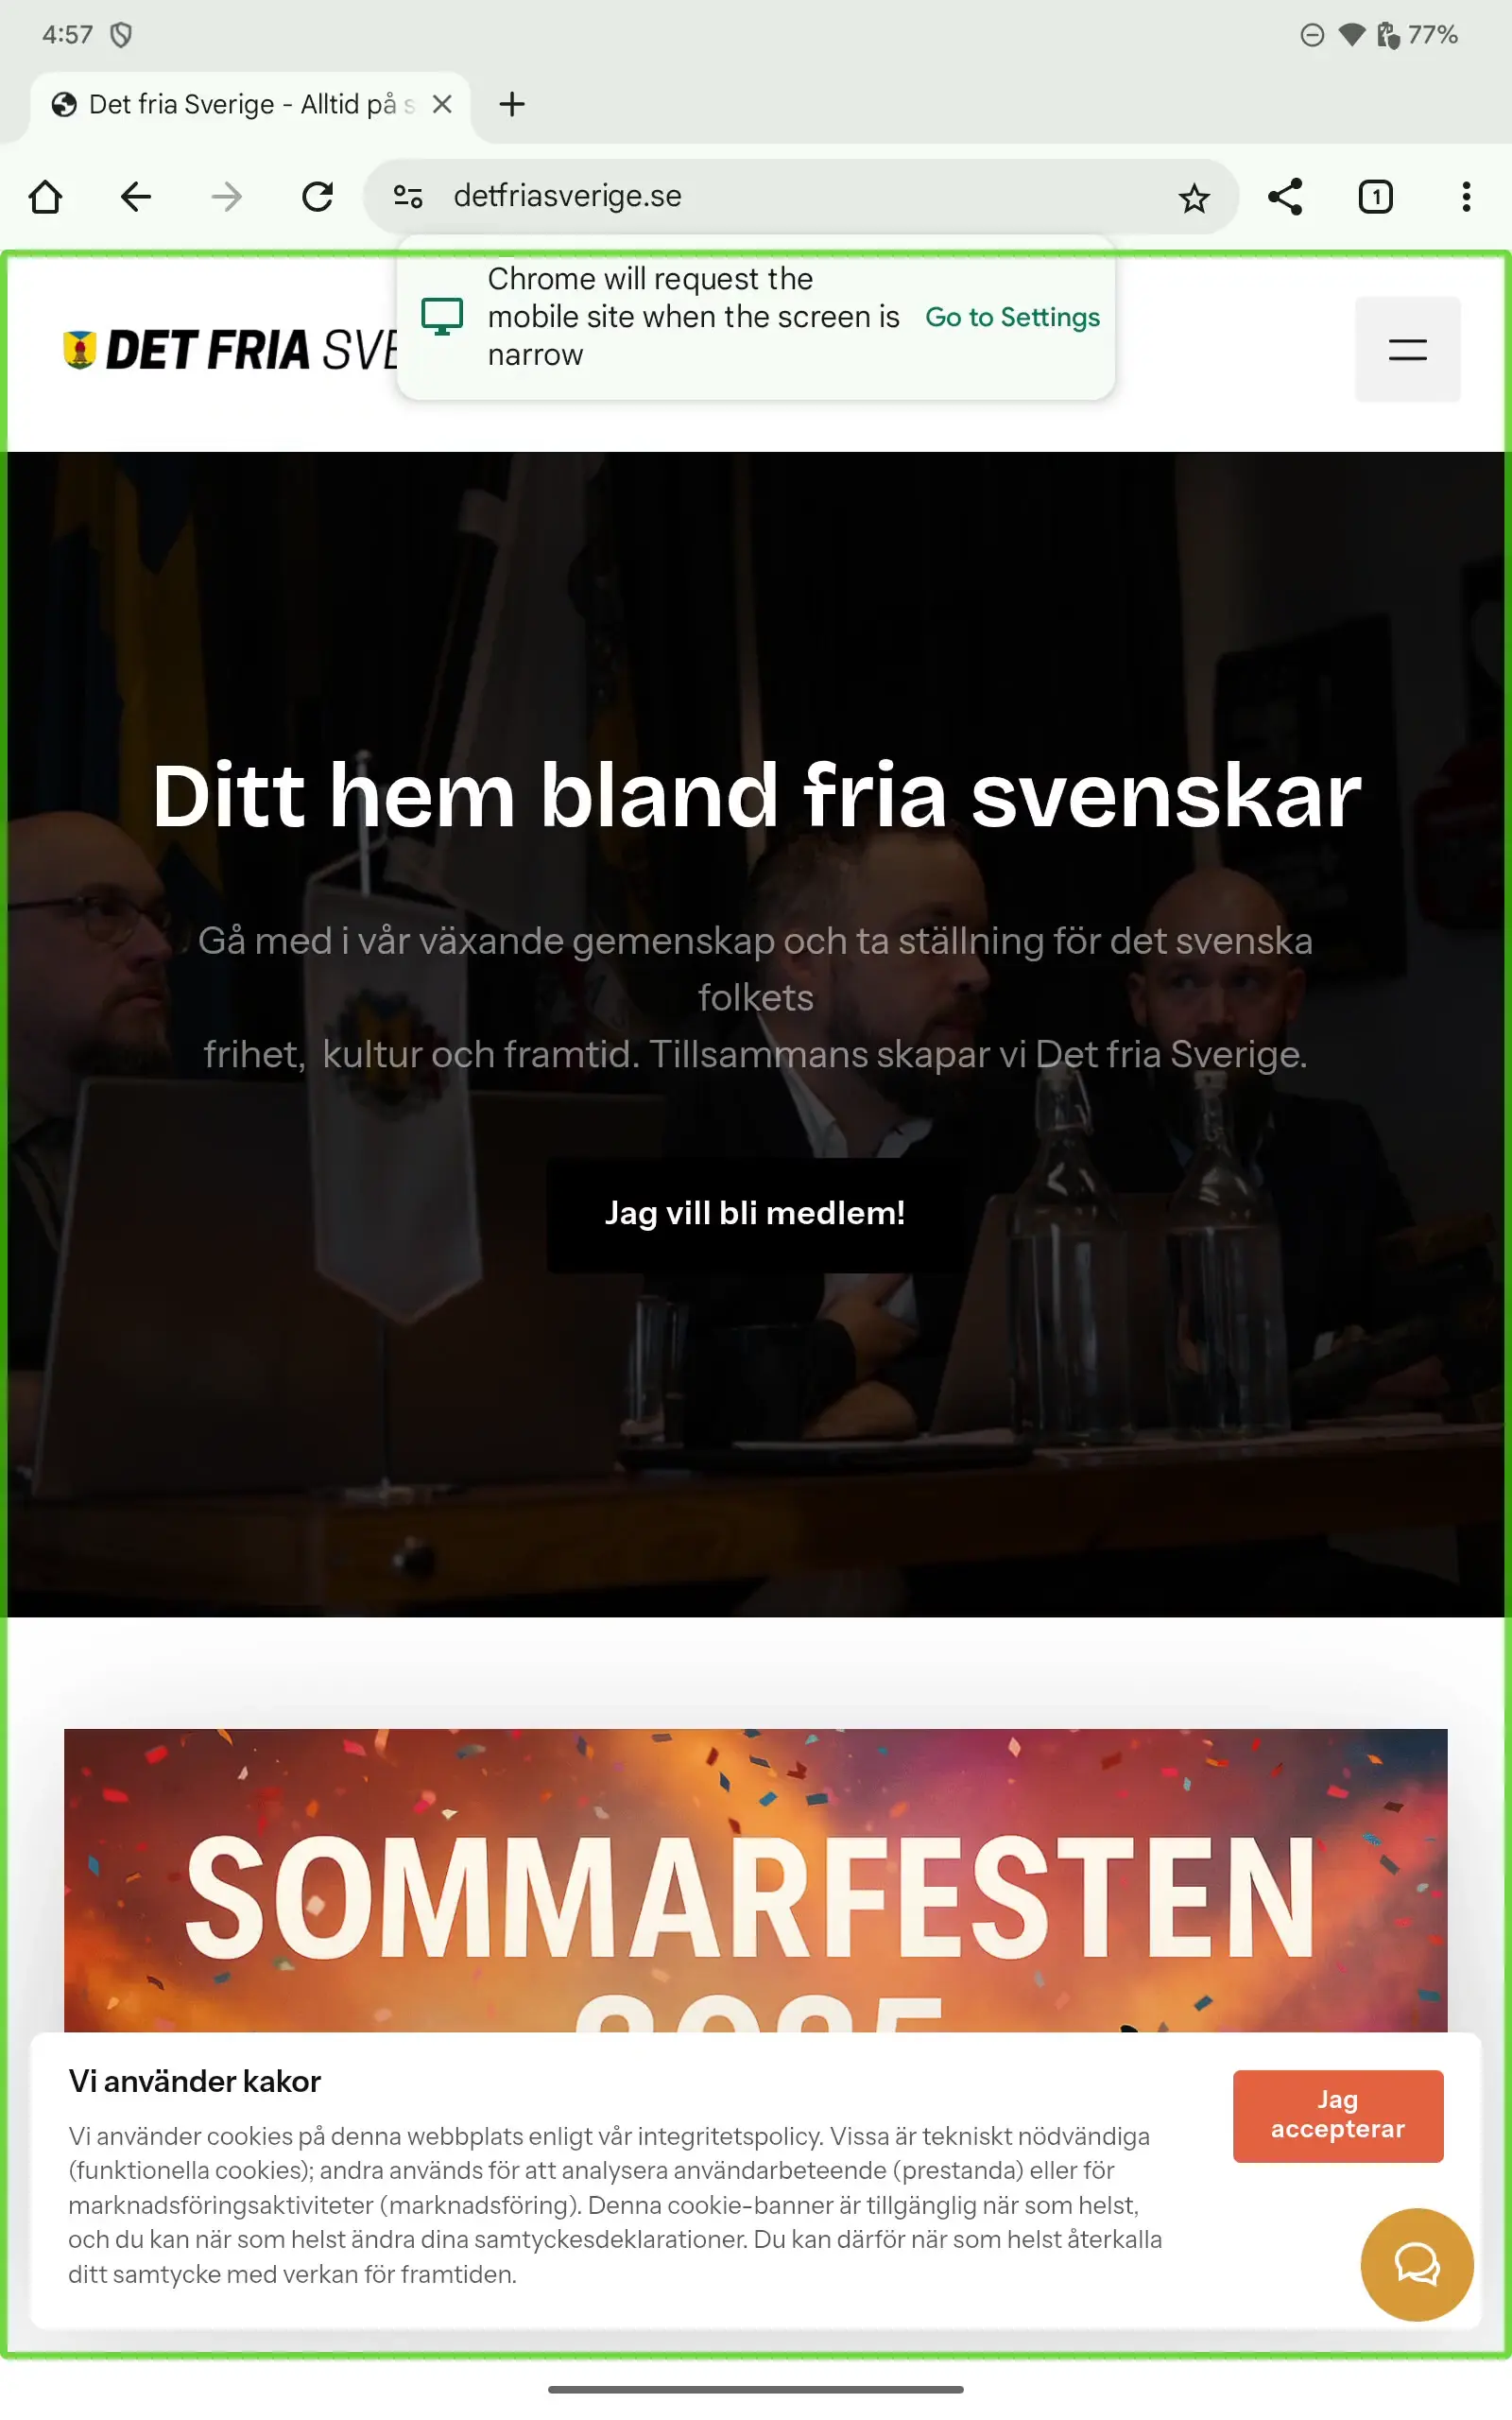 4:57
77%
Det fria Sverige - Alltid på s
detfriasverige.se
1
Chrome will request the
mobile site when the screen is
narrow
Go to Settings
DET FRIA SVE
Ditt hem bland fria svenskar
Gå med i vår växande gemenskap och ta ställning för det svenska
folkets
frihet, kultur och framtid. Tillsammans skapar vi Det fria Sverige.
Jag vill bli medlem!
SOMMARFESTEN
2025
Vi använder kakor
Vi använder cookies på denna webbplats enligt vår integritetspolicy. Vissa är tekniskt nödvändiga
(funktionella cookies); andra används för att analysera användarbeteende (prestanda) eller för
marknadsföringsaktiviteter (marknadsföring). Denna cookie-banner är tillgänglig när som helst,
och du kan när som helst ändra dina samtyckesdeklarationer. Du kan därför när som helst återkalla
ditt samtycke med verkan för framtiden.
Jag
accepterar